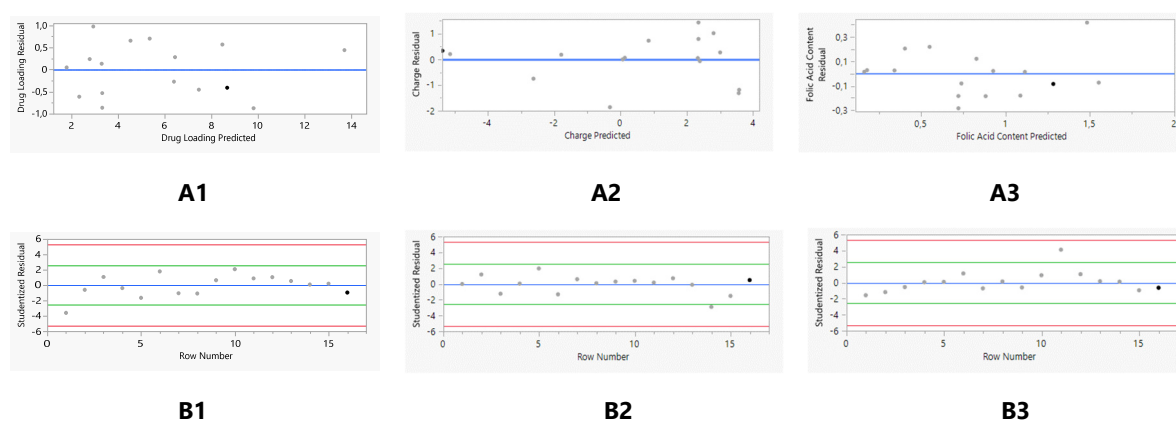 Drug Loading Residual
1,0
0,5
0
-0,5
-1,0
2 4 6 8 10 12 14
Drug Loading Predicted
A1
Charge Residual
1
0
-1
-2
-4 -2 0 2 4
Charge Predicted
A2
Folic Acid Content
Residual
0,3
0,1
-0,1
-0,3
0,5 1 1,5 2
Folic Acid Content Predicted
A3
Studentized Residual
6
4
2
0
-2
-4
-6
0 5 10 15
Row Number
B1
Studentized Residual
6
4
2
0
-2
-4
-6
0 5 10 15
Row Number
B2
Studentized Residual
6
4
2
0
-2
-4
-6
0 5 10 15
Row Number
B3